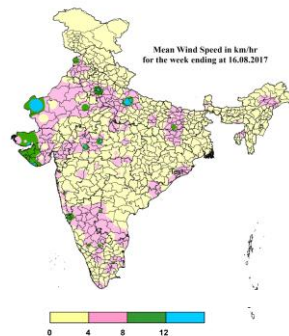 Mean Wind Speed in km/hr
for the week ending at 16.08.2017
0 4 8 12